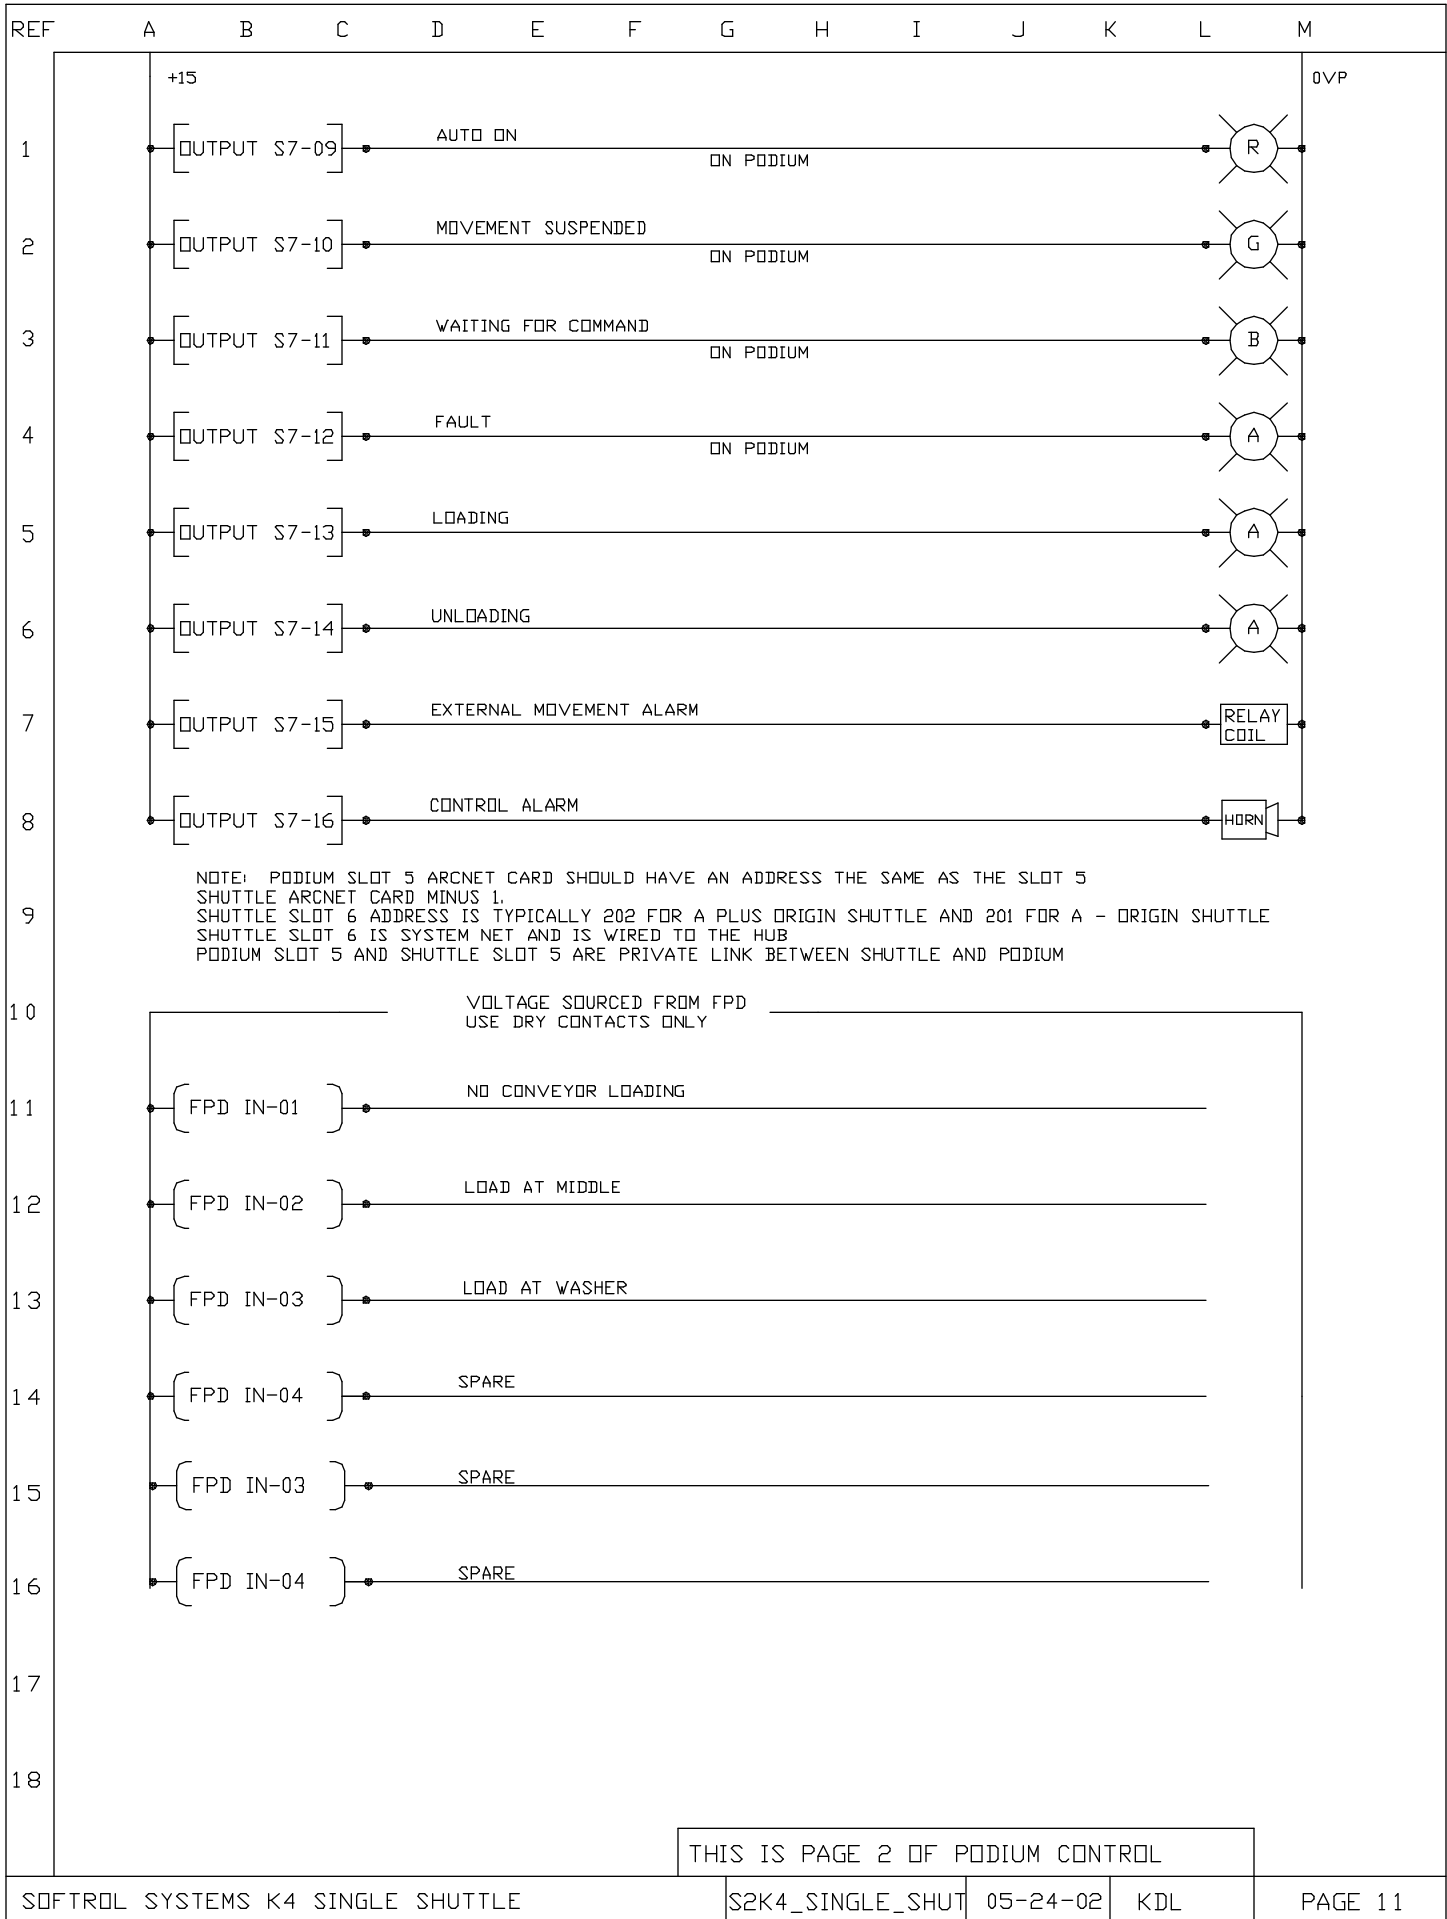 REF A B C D E F G H I J K L M
+15 0VP
1 OUTPUT S7-09 AUTO ON ON PODIUM R
2 OUTPUT S7-10 MOVEMENT SUSPENDED ON PODIUM G
3 OUTPUT S7-11 WAITING FOR COMMAND ON PODIUM B
4 OUTPUT S7-12 FAULT ON PODIUM A
5 OUTPUT S7-13 LOADING A
6 OUTPUT S7-14 UNLOADING A
7 OUTPUT S7-15 EXTERNAL MOVEMENT ALARM RELAY
COIL
8 OUTPUT S7-16 CONTROL ALARM HORN
NOTE: PODIUM SLOT 5 ARCNET CARD SHOULD HAVE AN ADDRESS THE SAME AS THE SLOT 5
SHUTTLE ARCNET CARD MINUS 1.
9 SHUTTLE SLOT 6 ADDRESS IS TYPICALLY 202 FOR A PLUS ORIGIN SHUTTLE AND 201 FOR A - ORIGIN SHUTTLE
SHUTTLE SLOT 6 IS SYSTEM NET AND IS WIRED TO THE HUB
PODIUM SLOT 5 AND SHUTTLE SLOT 5 ARE PRIVATE LINK BETWEEN SHUTTLE AND PODIUM
10 VOLTAGE SOURCED FROM FPD
USE DRY CONTACTS ONLY
11 FPD IN-01 NO CONVEYOR LOADING
12 FPD IN-02 LOAD AT MIDDLE
13 FPD IN-03 LOAD AT WASHER
14 FPD IN-04 SPARE
15 FPD IN-03 SPARE
16 FPD IN-04 SPARE
17
18
THIS IS PAGE 2 OF PODIUM CONTROL
SOFTROL SYSTEMS K4 SINGLE SHUTTLE S2K4_SINGLE_SHUT 05-24-02 KDL PAGE 11